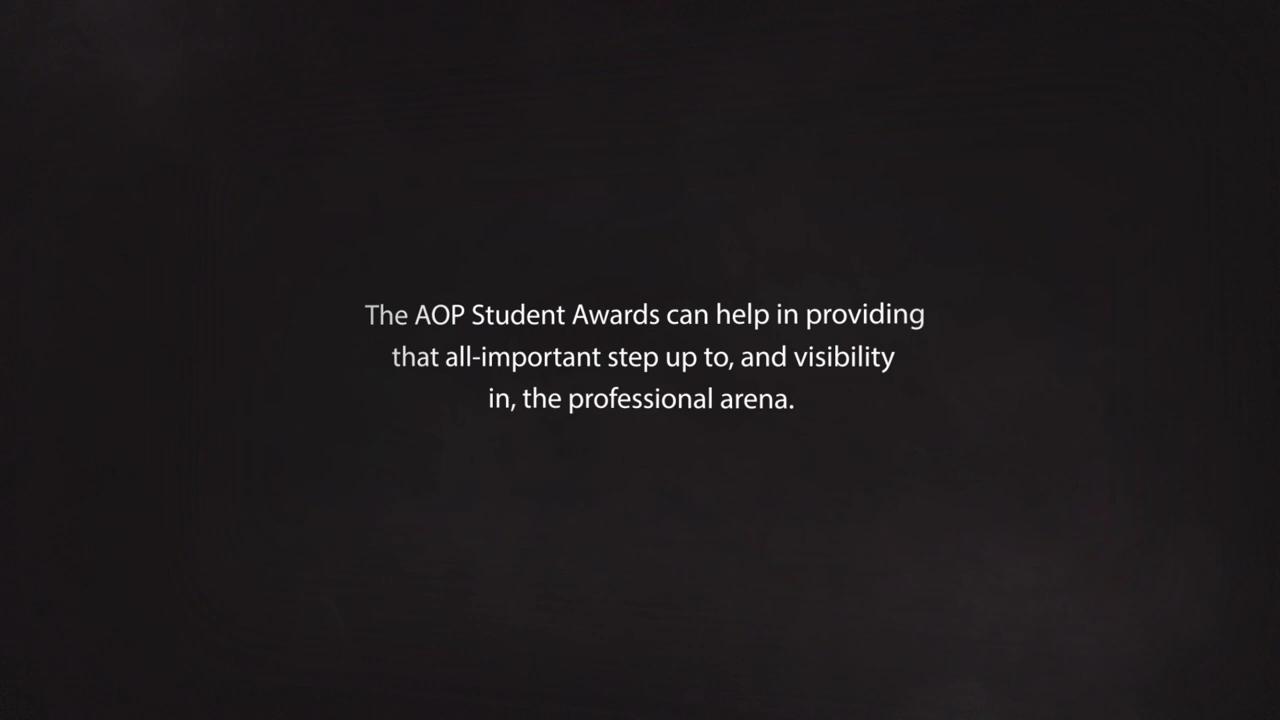 The AOP Student Awards can help in providing
that all-important step up to, and visibility
in, the professional arena.